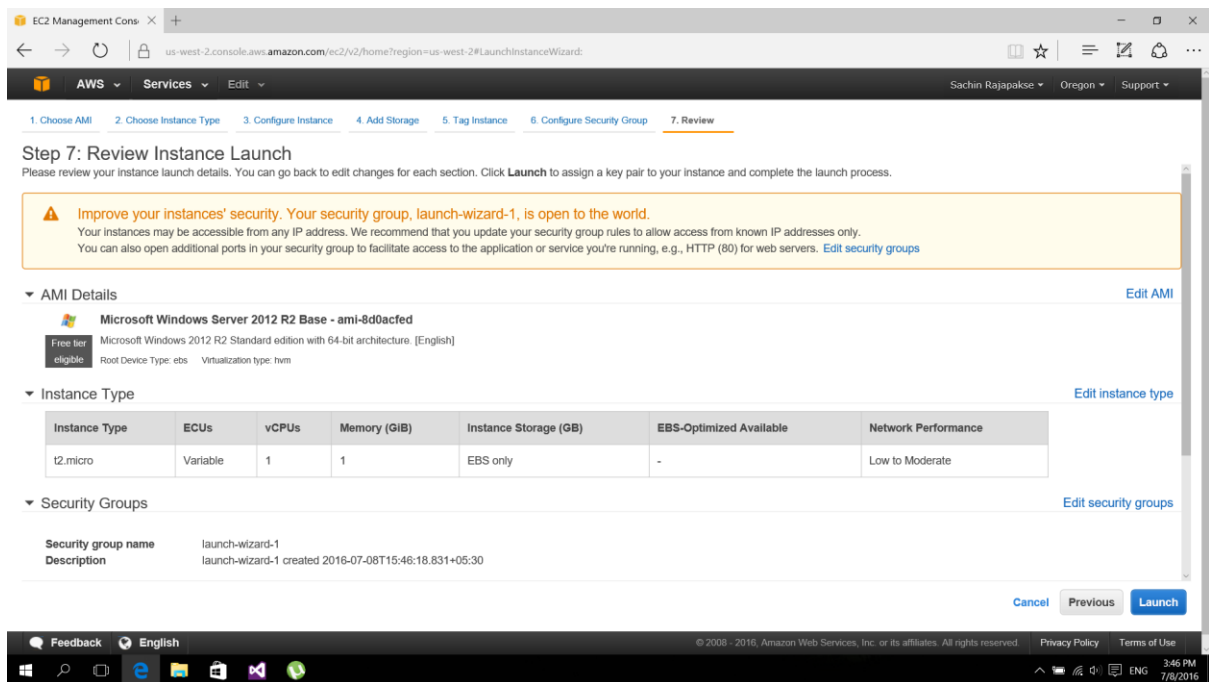 EC2 Management Cons
us-west-2.console.aws.amazon.com/ec2/v2/home?region=us-west-2#LaunchInstanceWizard:
AWS Services Edit Sachin Rajapakse Oregon Support
1. Choose AMI 2. Choose Instance Type 3. Configure Instance 4. Add Storage 5. Tag Instance 6. Configure Security Group 7. Review
Step 7: Review Instance Launch
Please review your instance launch details. You can go back to edit changes for each section. Click Launch to assign a key pair to your instance and complete the launch process.
Improve your instances' security. Your security group, launch-wizard-1, is open to the world.
Your instances may be accessible from any IP address. We recommend that you update your security group rules to allow access from known IP addresses only.
You can also open additional ports in your security group to facilitate access to the application or service you're running, e.g., HTTP (80) for web servers. Edit security groups
AMI Details Edit AMI
Microsoft Windows Server 2012 R2 Base - ami-8d0acfed
Free tier eligible
Microsoft Windows 2012 R2 Standard edition with 64-bit architecture. [English]
Root Device Type: ebs Virtualization type: hvm
Instance Type Edit instance type
Instance Type ECUs vCPUs Memory (GiB) Instance Storage (GB) EBS-Optimized Available Network Performance
t2.micro Variable 1 1 EBS only - Low to Moderate
Security Groups Edit security groups
Security group name launch-wizard-1
Description launch-wizard-1 created 2016-07-08T15:46:18.831+05:30
Cancel Previous Launch
Feedback English © 2008 - 2016, Amazon Web Services, Inc. or its affiliates. All rights reserved. Privacy Policy Terms of Use
ENG 3:46 PM
7/8/2016